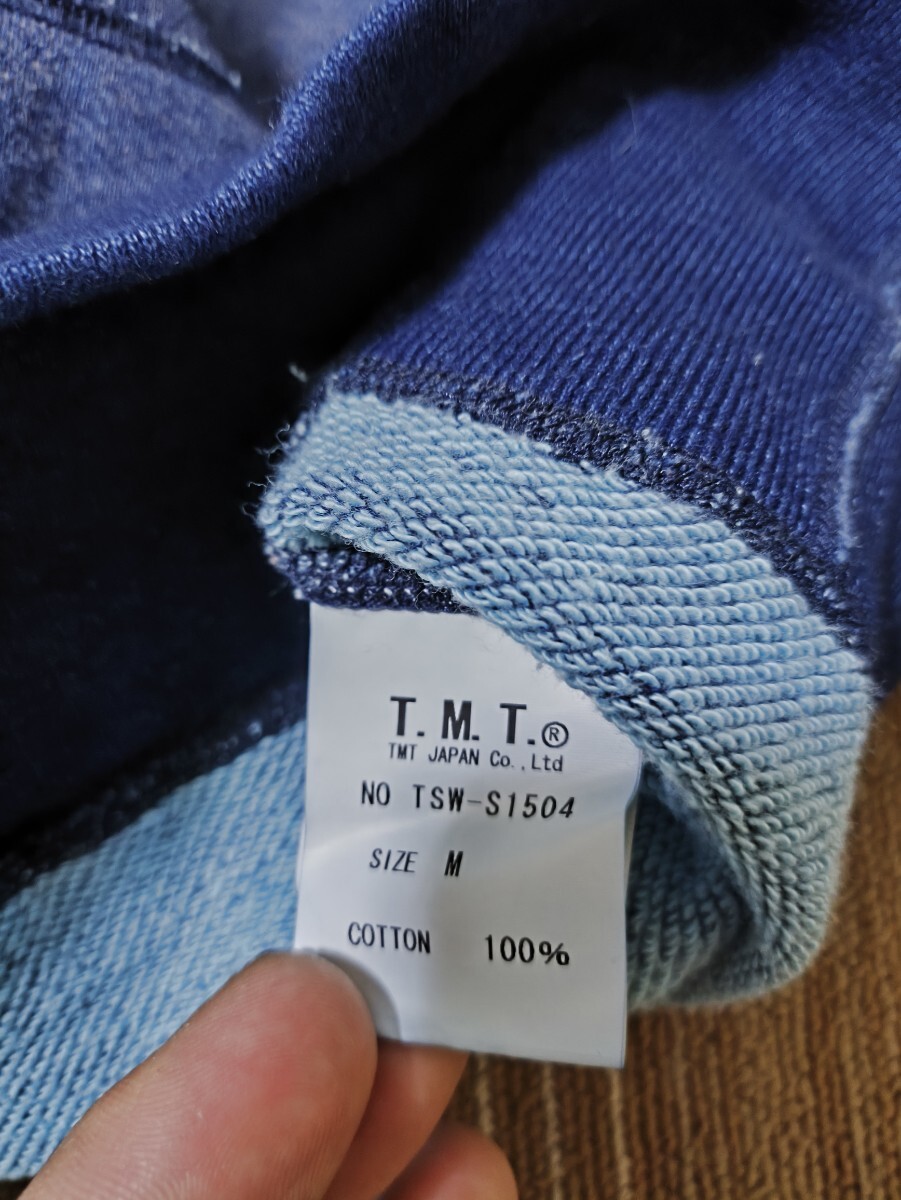 T.M.T.®
TMT JAPAN Co.,Ltd
NO TSW-S1504
SIZE M
COTTON 100%